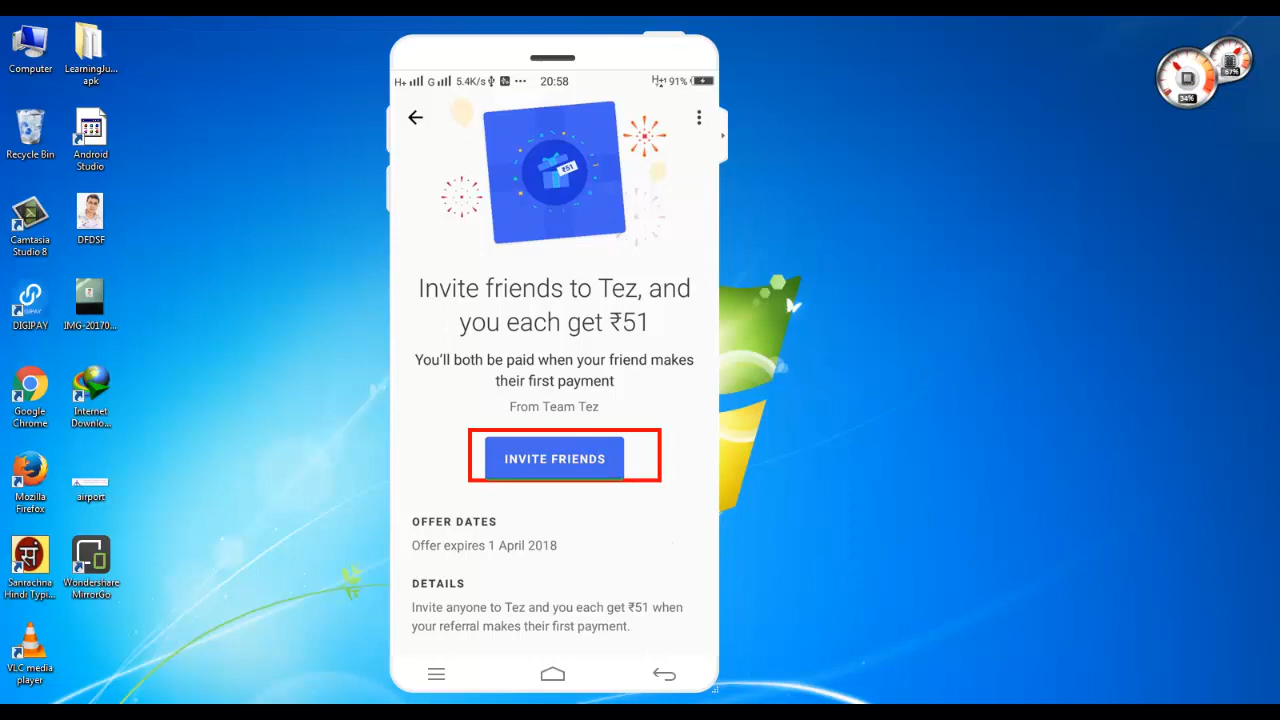 Computer
LearningJu...
apk
Recycle Bin
Android
Studio
Camtasia
Studio 8
DFDSF
DIGIPAY
DIGIPAY
IMG-20170...
Google
Chrome
Internet
Downlo...
Mozilla
Firefox
airport
सं
Sanrachna
Hindi Typi...
Wondershare
MirrorGo
VLC media
player
H+ G 5.4K/s ••• 20:58 H+ 91%
₹51
Invite friends to Tez, and
you each get ₹51
You'll both be paid when your friend makes
their first payment
From Team Tez
INVITE FRIENDS
OFFER DATES
Offer expires 1 April 2018
DETAILS
Invite anyone to Tez and you each get ₹51 when
your referral makes their first payment.
34%
67%